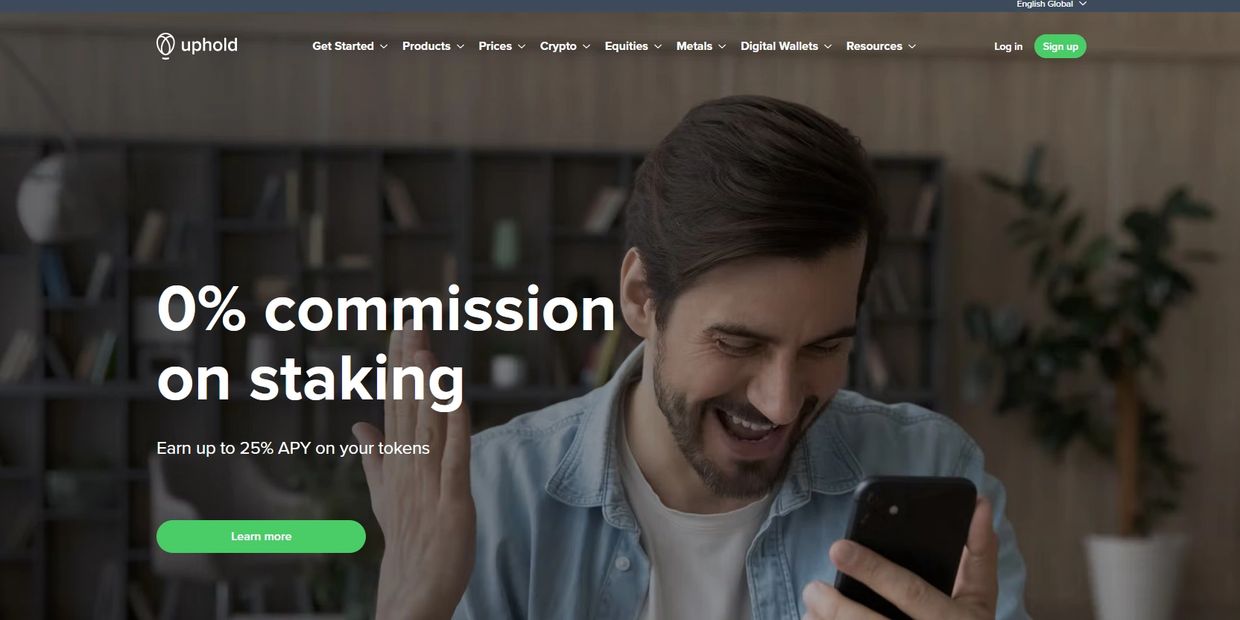 English Global
uphold
Get Started Products Prices Crypto Equities Metals Digital Wallets Resources Log in Sign up
0% commission
on staking
Earn up to 25% APY on your tokens
Learn more